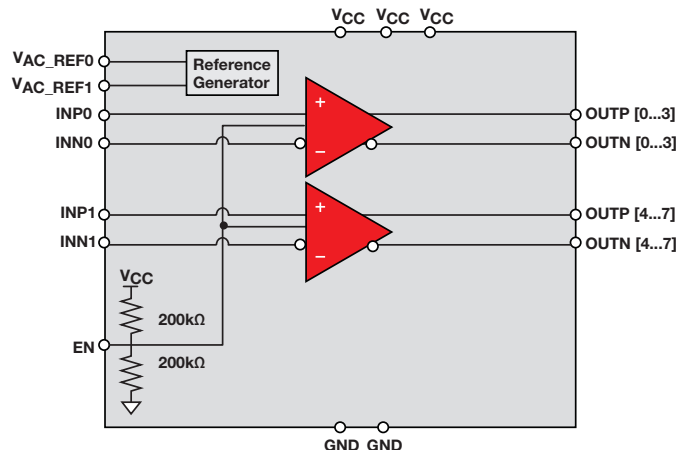 VCC VCC VCC
VAC_REF0
Reference
Generator
VAC_REF1
INP0
+
OUTP [0...3]
INN0
−
OUTN [0...3]
INP1
+
OUTP [4...7]
INN1
−
OUTN [4...7]
VCC
200kΩ
EN
200kΩ
GND GND